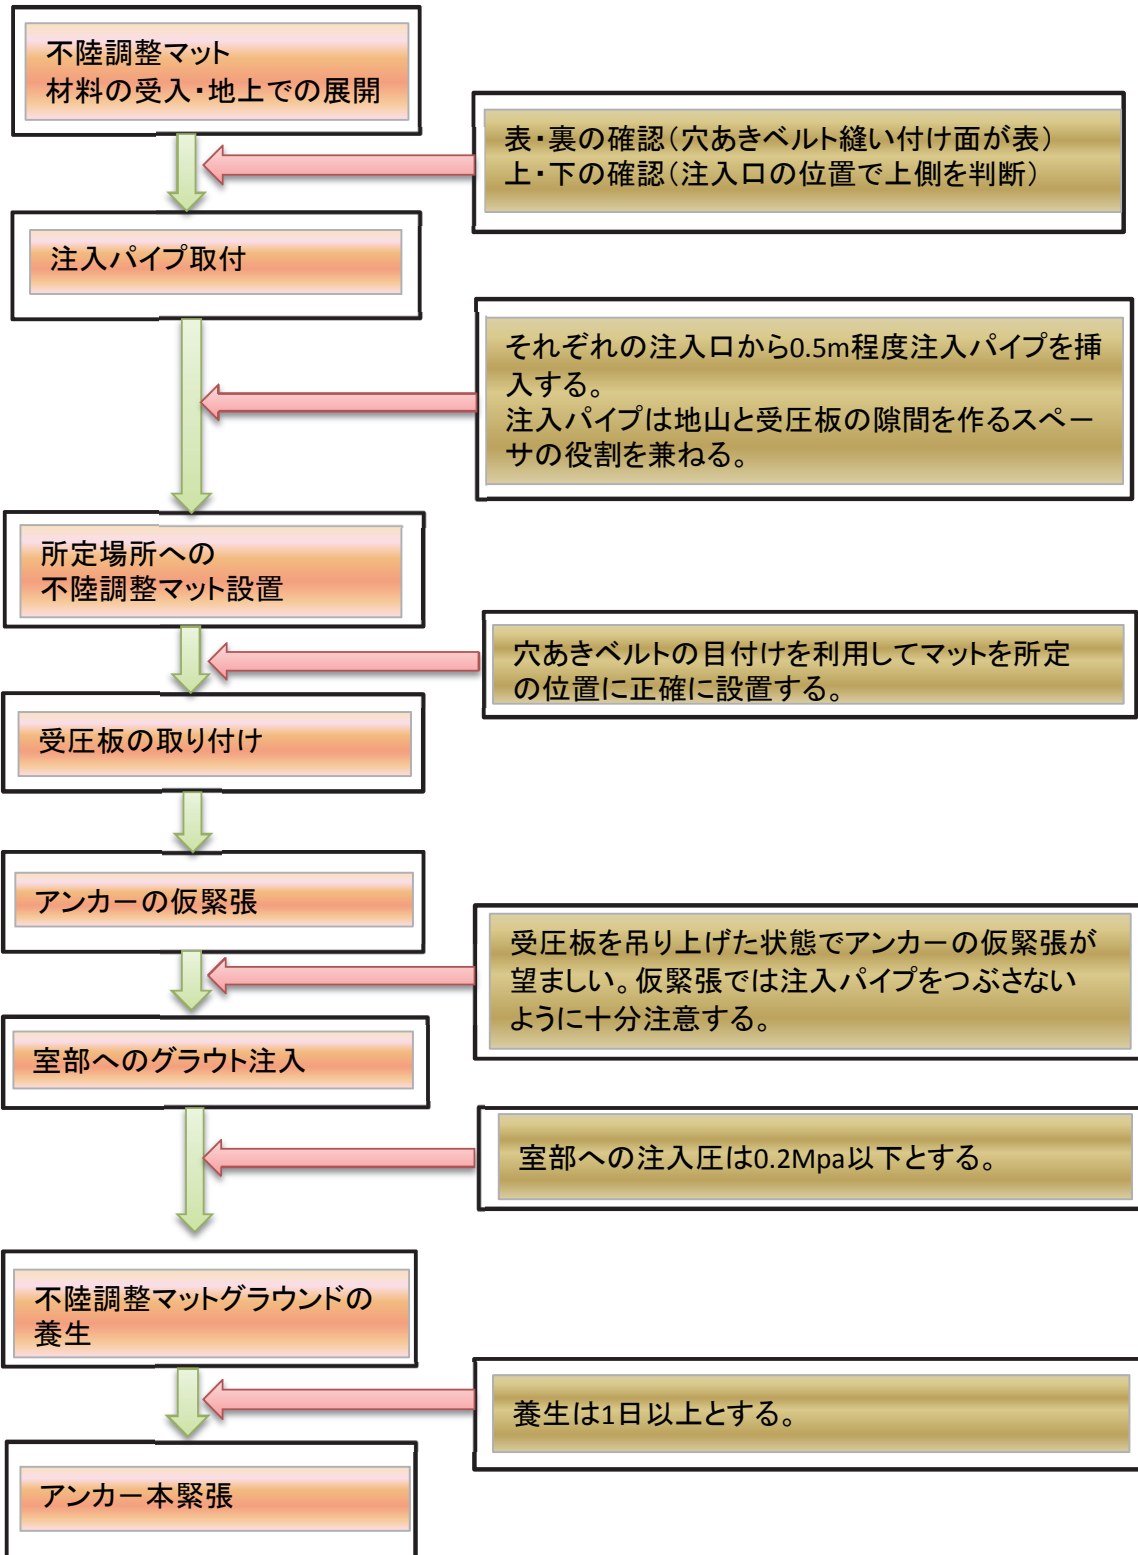 不陸調整マット
材料の受入・地上での展開
表・裏の確認（穴あきベルト縫い付け面が表）
上・下の確認（注入口の位置で上側を判断）
注入パイプ取付
それぞれの注入口から0.5m程度注入パイプを挿
入する。
注入パイプは地山と受圧板の隙間を作るスペー
サの役割を兼ねる。
所定場所への
不陸調整マット設置
穴あきベルトの目付けを利用してマットを所定
の位置に正確に設置する。
受圧板の取り付け
アンカーの仮緊張
受圧板を吊り上げた状態でアンカーの仮緊張が
望ましい。仮緊張では注入パイプをつぶさない
ように十分注意する。
室部へのグラウト注入
室部への注入圧は0.2Mpa以下とする。
不陸調整マットグラウンドの
養生
養生は1日以上とする。
アンカー本緊張